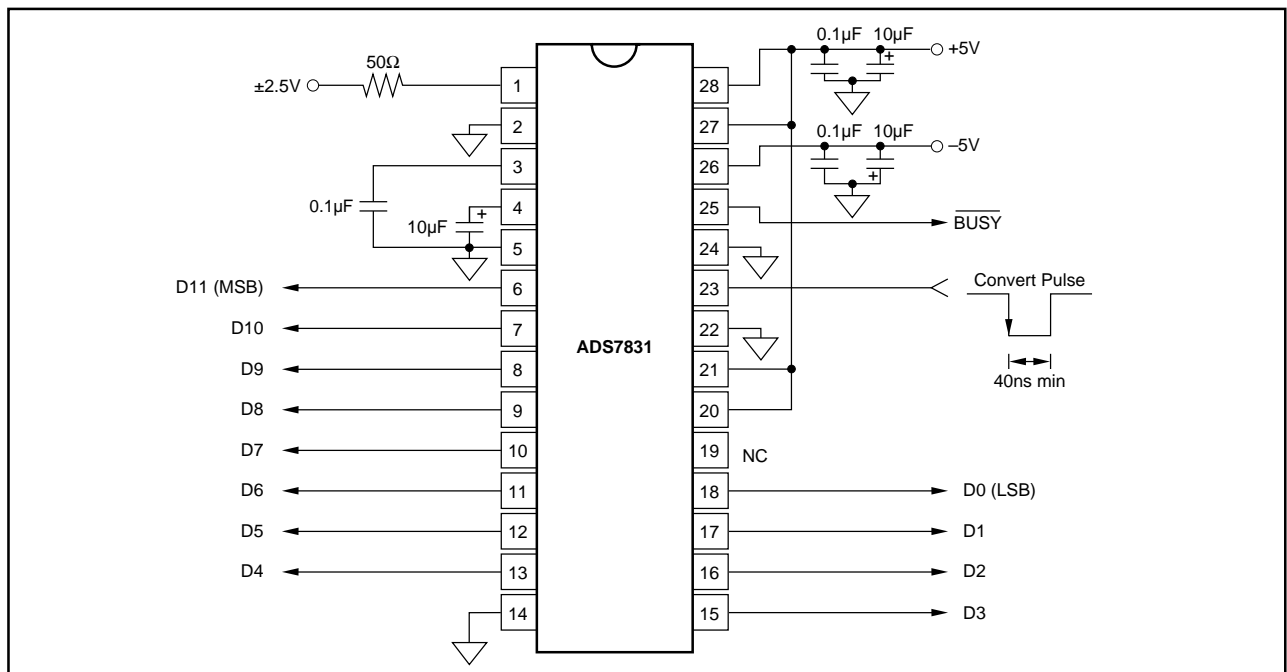 0.1µF 10µF
+ +5V
50Ω
±2.5V
1 28
2 27
0.1µF 10µF
–5V
3 26
+
4 25
+
0.1µF
10µF
BUSY
5 24
D11 (MSB) 6 23 Convert Pulse
D10 7 22
ADS7831
D9 8 21
40ns min
D8 9 20
D7 10 19 NC
D6 11 18 D0 (LSB)
D5 12 17 D1
D4 13 16 D2
14 15 D3